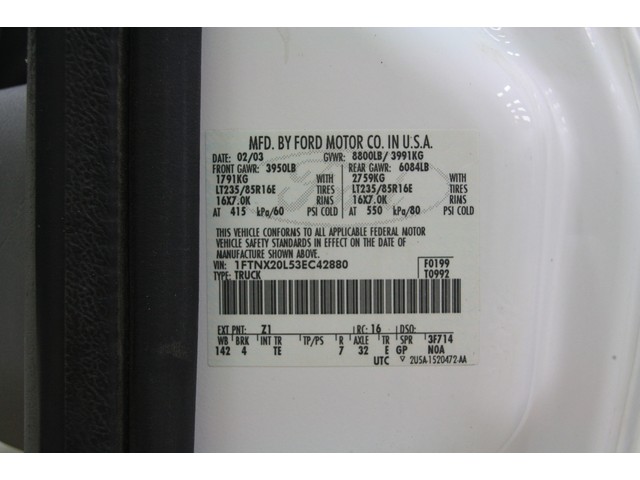 MFD. BY FORD MOTOR CO. IN U.S.A.
DATE: 02/03 GVWR: 8800LB/ 3991KG
FRONT GAWR: 3950LB REAR GAWR: 6084LB
1791KG WITH 2759KG WITH
LT235/85R16E TIRES LT235/85R16E TIRES
16X7.0K RIMS 16X7.0K RIMS
AT 415 kPa/60 PSI COLD AT 550 kPa/80 PSI COLD
THIS VEHICLE CONFORMS TO ALL APPLICABLE FEDERAL MOTOR
VEHICLE SAFETY STANDARDS IN EFFECT ON THE DATE OF
MANUFACTURE SHOWN ABOVE.
VIN: 1FTNX20L53EC42880 F0199
TYPE: TRUCK T0992
EXT PNT: Z1 RC: 16 DSO:
WB BRK INT TR TP/PS R AXLE TR SPR 3F714
142 4 TE 7 32 E GP N0A
UTC 2U5A-1520472-AA